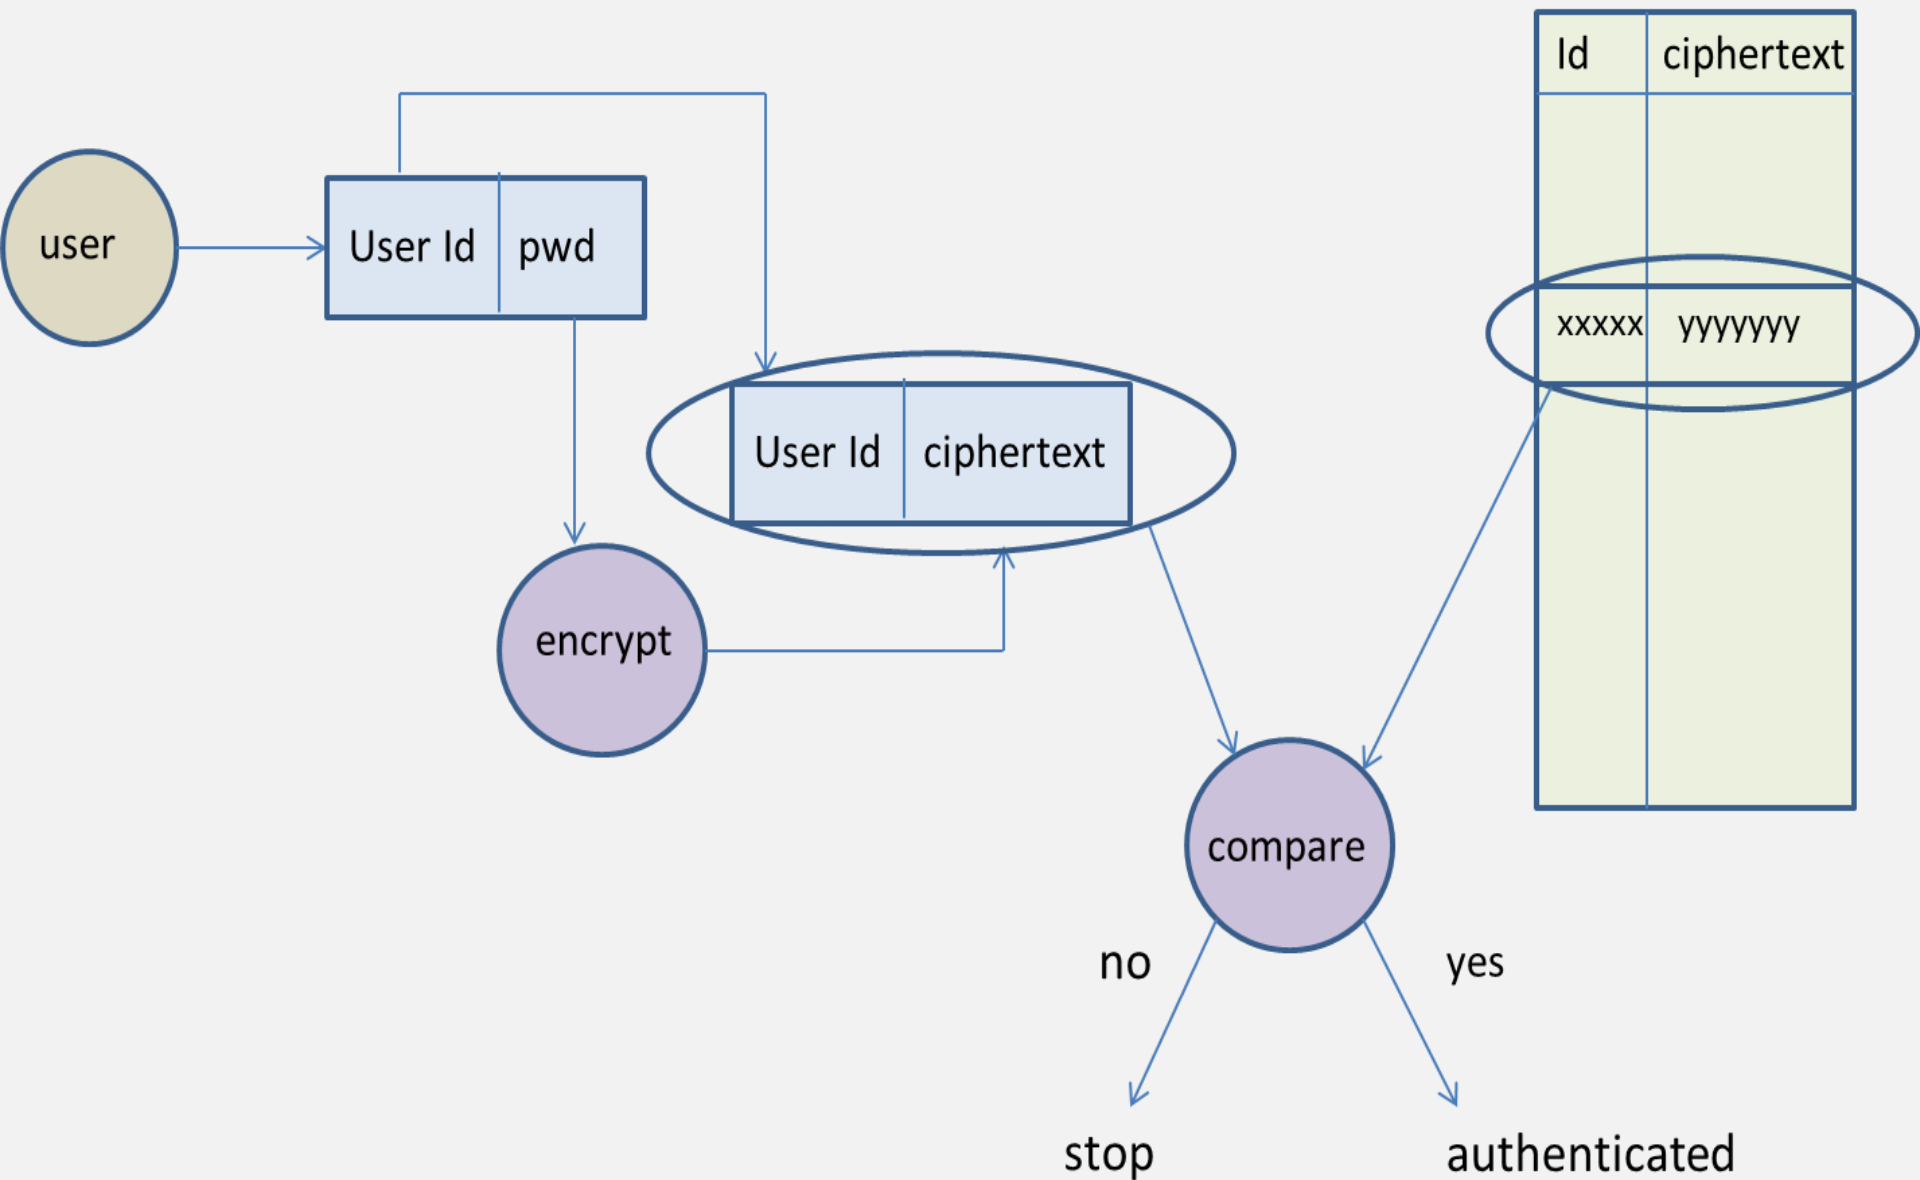 Id ciphertext
user
User Id pwd
xxxxx yyyyyyy
User Id ciphertext
encrypt
compare
no yes
stop authenticated